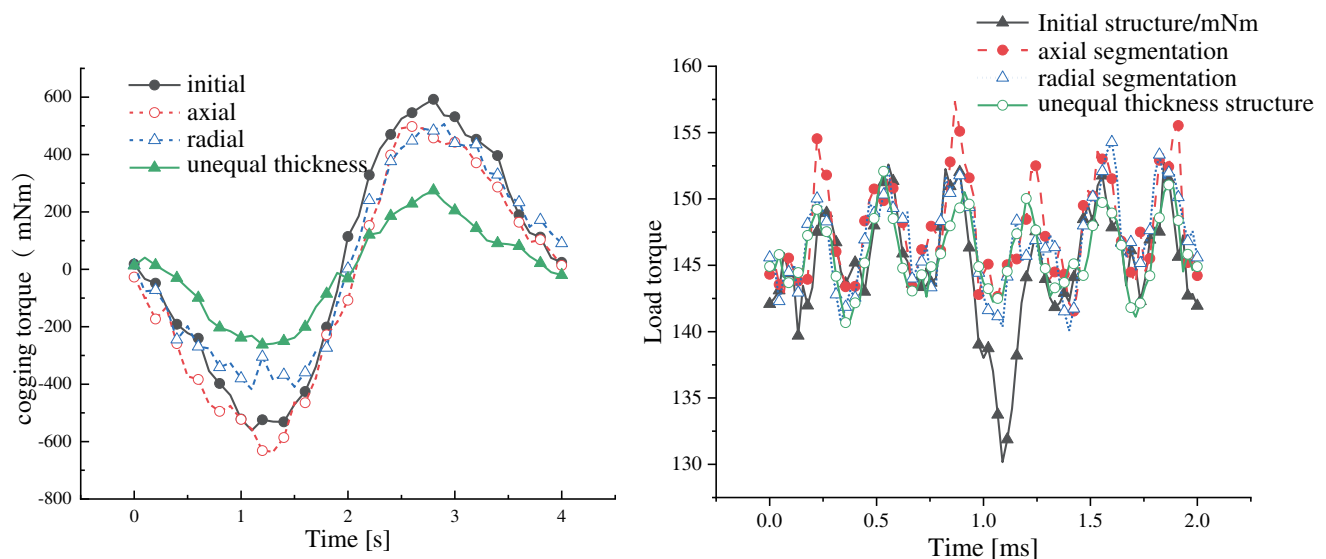 initial
axial
radial
unequal thickness
600
400
200
0
-200
-400
-600
-800
cogging torque ( mNm)
0
1
2
3
4
Time [s]
Initial structure/mNm
axial segmentation
radial segmentation
unequal thickness structure
160
155
150
145
140
135
130
Load torque
0.0
0.5
1.0
1.5
2.0
Time [ms]